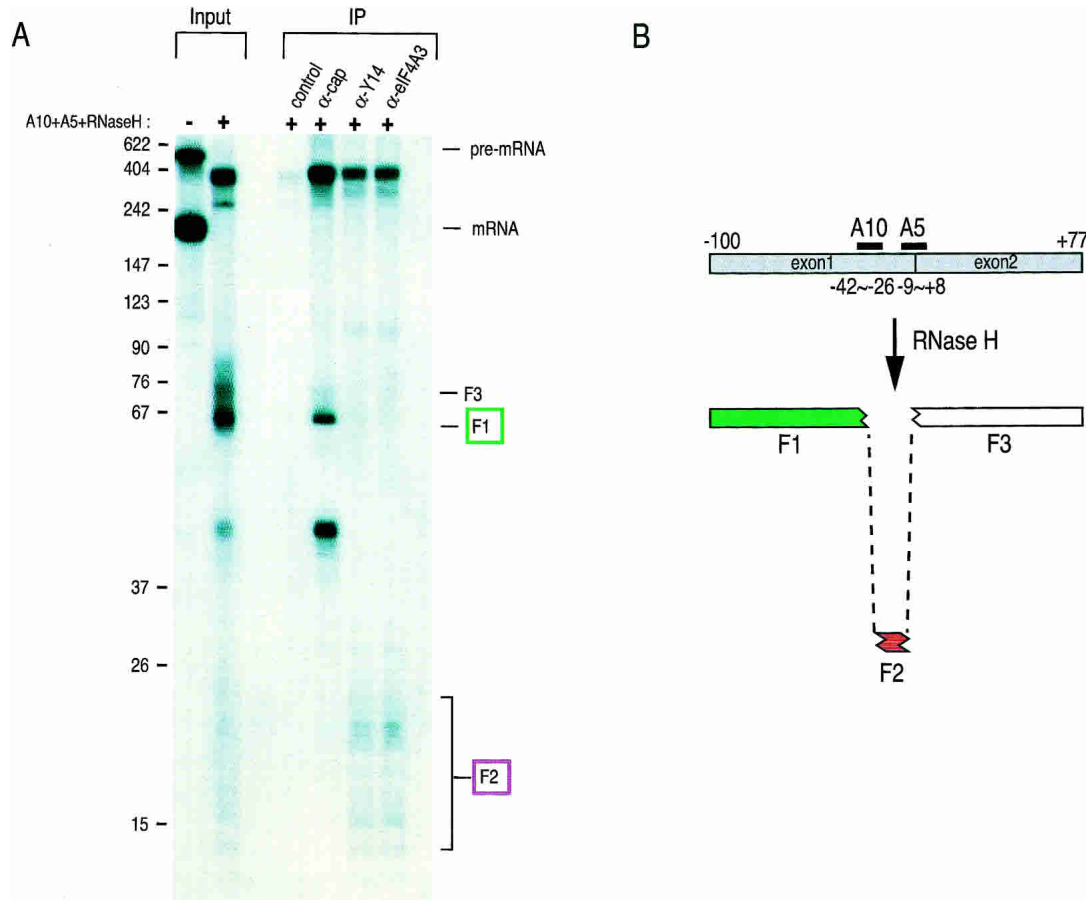 A
Input
IP
control
α-cap
α-Y14
α-eIF4A3
A10+A5+RNaseH : - + + + + +
622
404
242
147
123
90
76
67
37
26
15
pre-mRNA
mRNA
F3
F1
F2
B
A10 A5
-100 +77
exon1 exon2
-42~-26 -9~+8
RNase H
F1 F3
F2